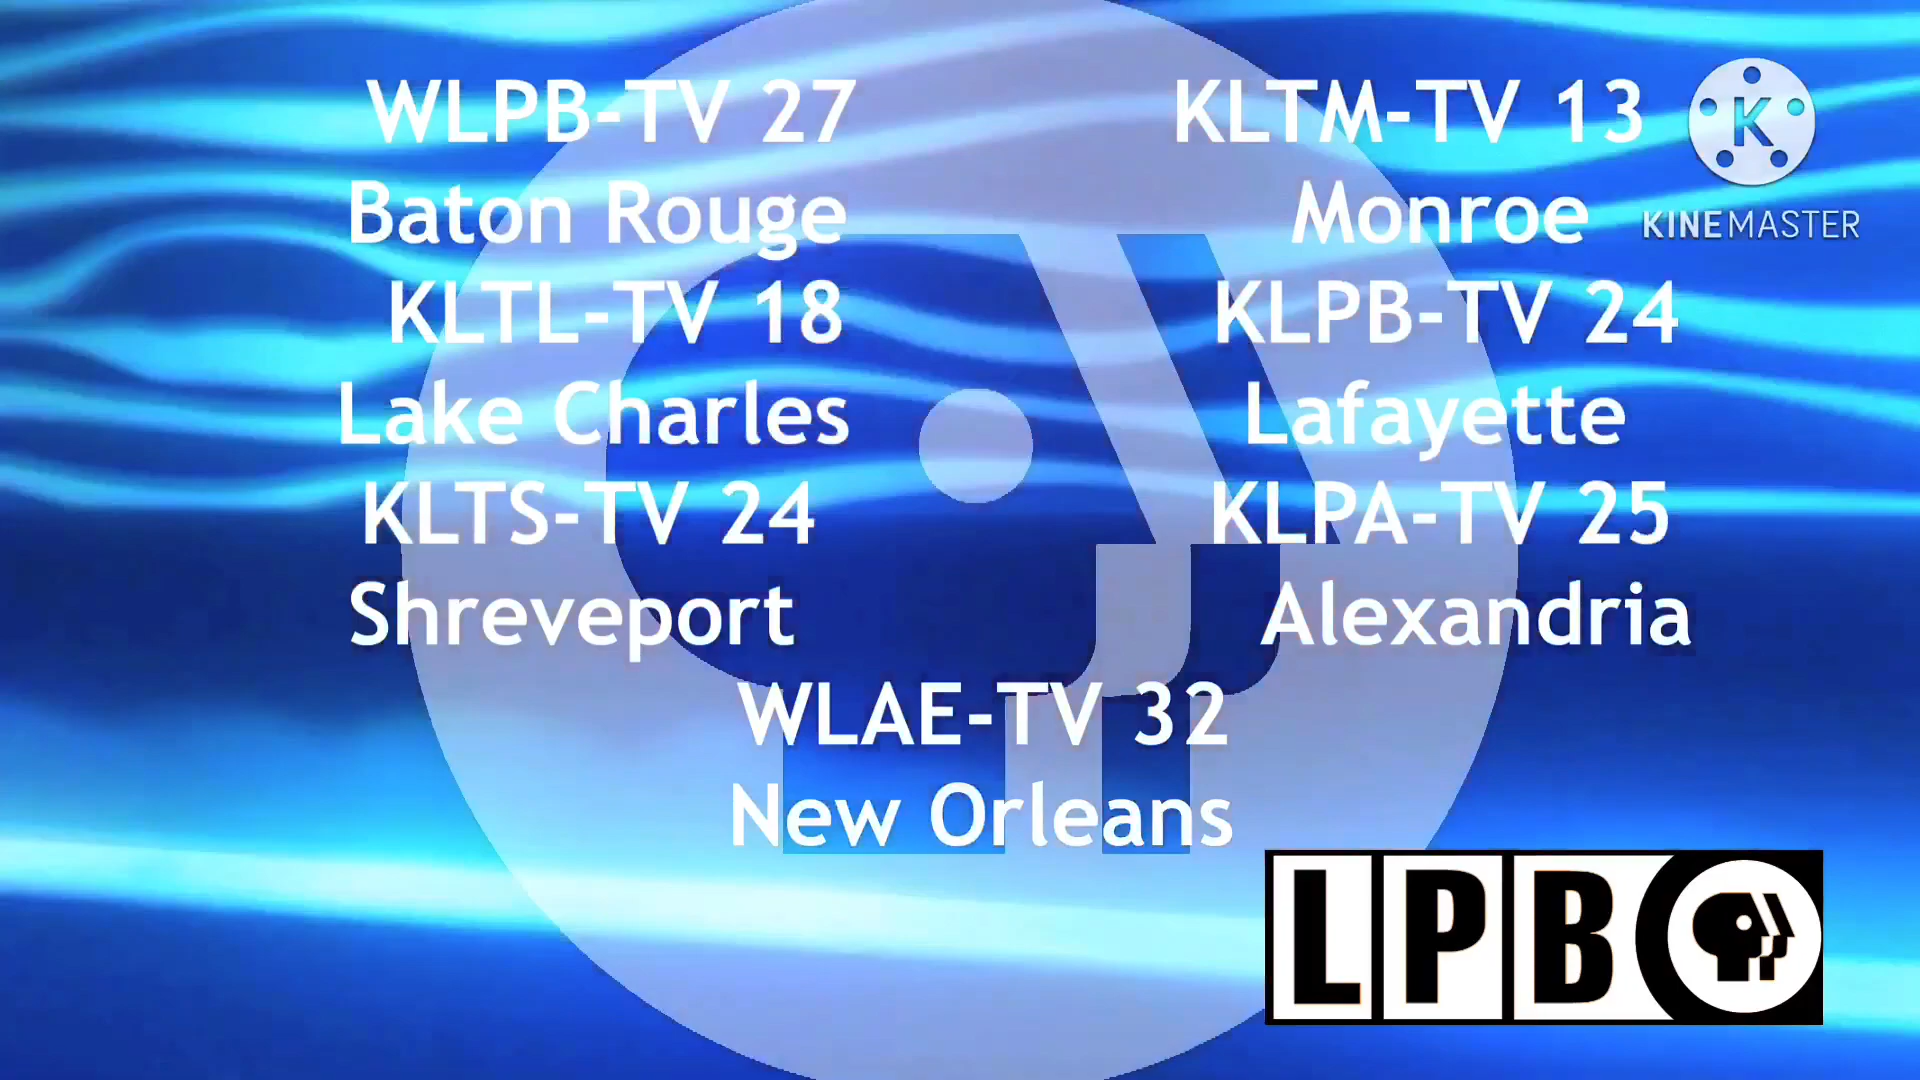 WLPB-TV 27
Baton Rouge
KLTL-TV 18
Lake Charles
KLTS-TV 24
Shreveport
KLTM-TV 13
Monroe
KLPB-TV 24
Lafayette
KLPA-TV 25
Alexandria
WLAE-TV 32
New Orleans
K
KINEMASTER
LPB